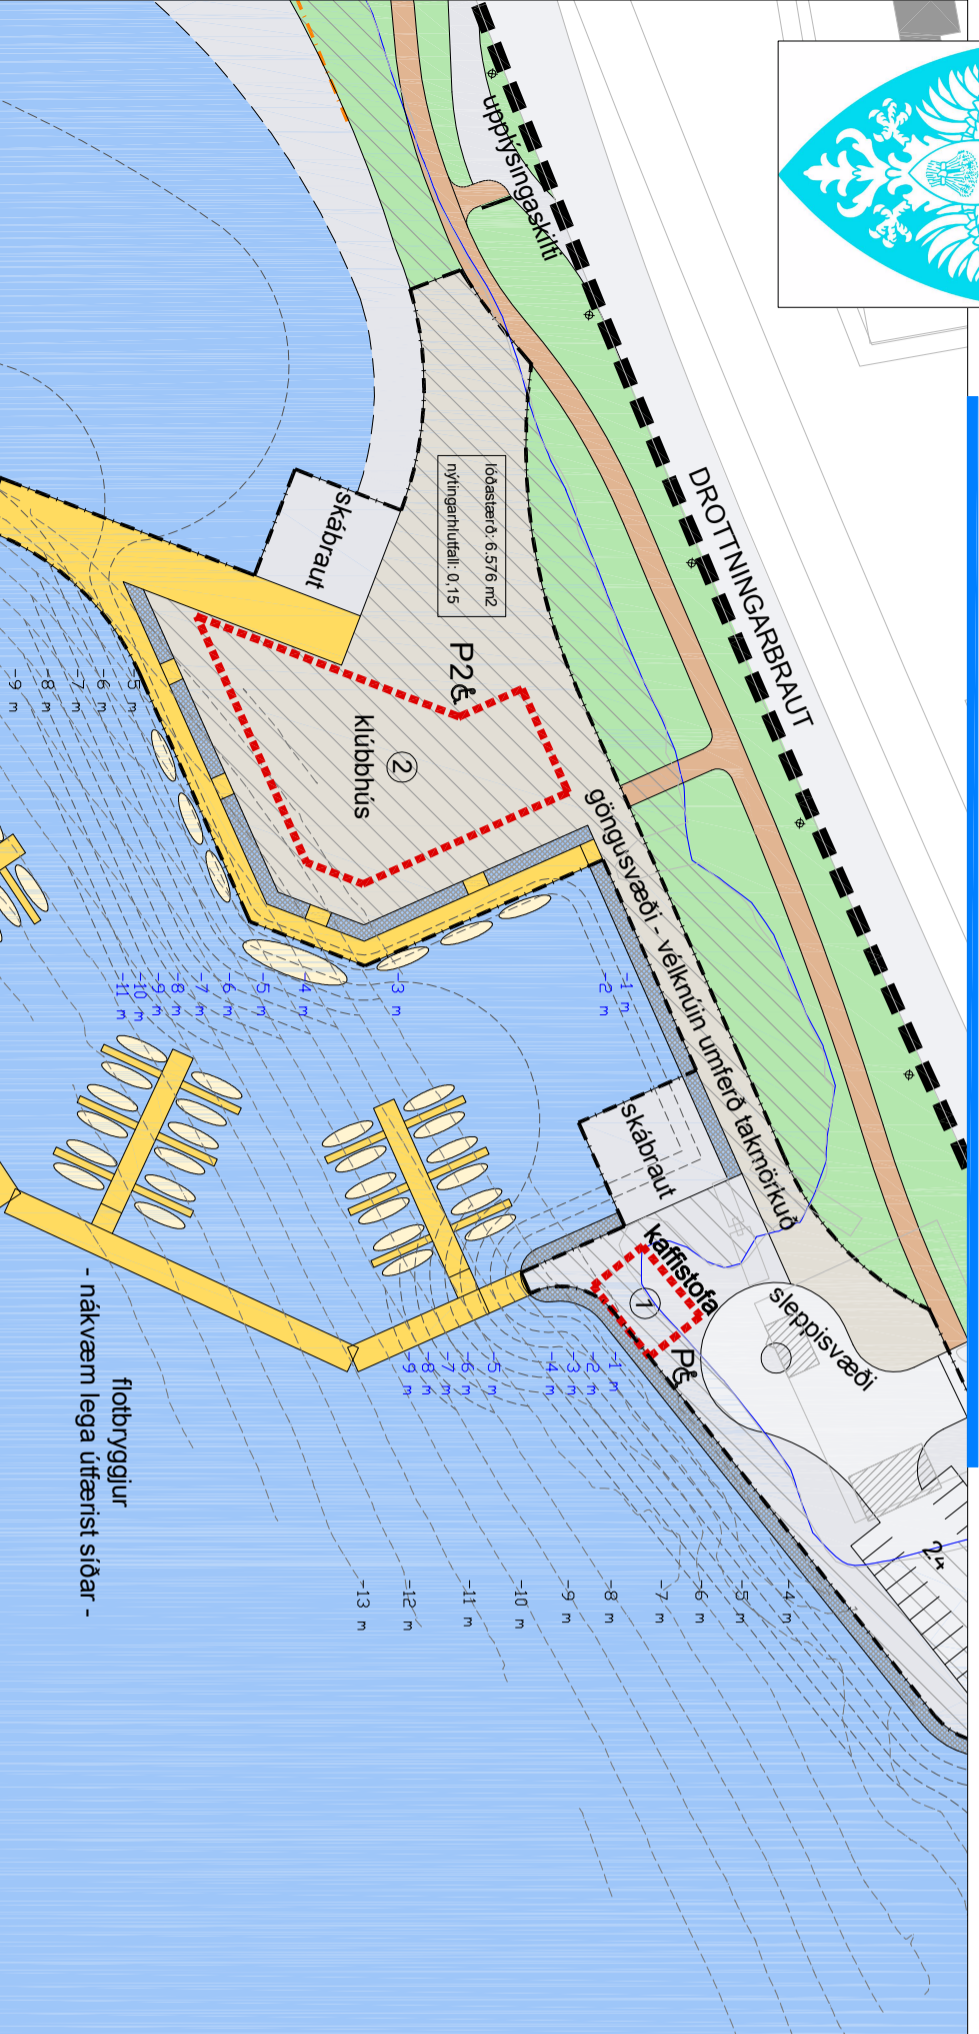 upplýsingaskilti
DROTTNINGARBRAUT
lóðastærð: 6.576 m2
nýtingarhlutfall: 0,15
skábraut
P2
2
klúbbhús
göngusvæði - vélknúin umferð takmörkuð
skábraut
kaffistofa
1
P
sleppisvæði
24
flotbryggjur
- nákvæm lega útfærist síðar -
-5 m
-6 m
-7 m
-8 m
-9 m
-1 m
-2 m
-3 m
-4 m
-5 m
-6 m
-7 m
-8 m
-9 m
-10 m
-11 m
-1 m
-2 m
-3 m
-4 m
-5 m
-6 m
-7 m
-8 m
-9 m
-4 m
-5 m
-6 m
-7 m
-8 m
-9 m
-10 m
-11 m
-12 m
-13 m